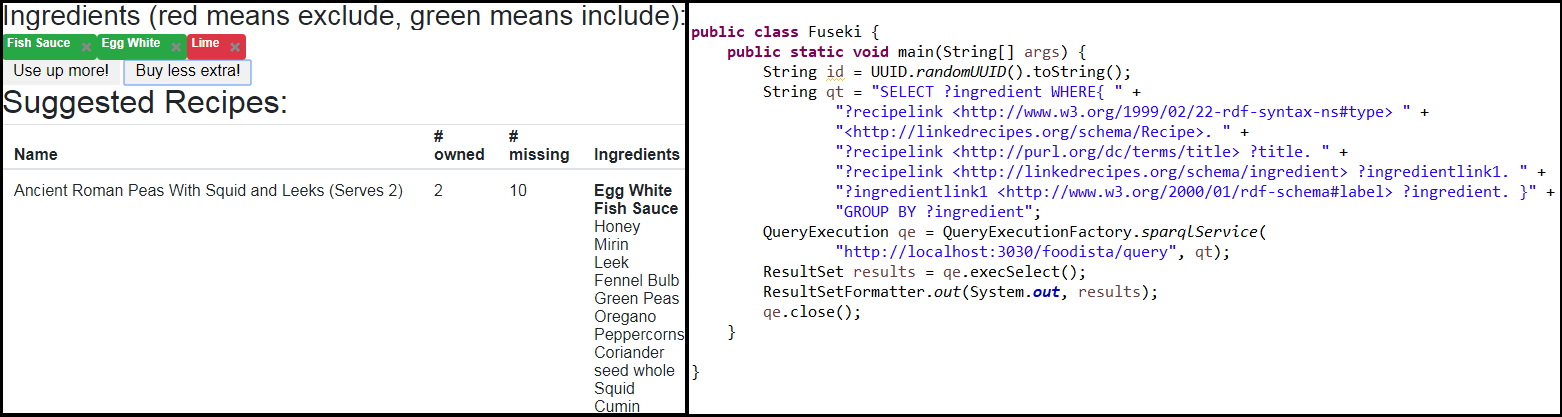 Ingredients (red means exclude, green means include):
Fish Sauce × Egg White × Lime ×
Use up more! Buy less extra!
Suggested Recipes:
Name # owned # missing Ingredients
Ancient Roman Peas With Squid and Leeks (Serves 2) 2 10 Egg White
Fish Sauce
Honey
Mirin
Leek
Fennel Bulb
Green Peas
Oregano
Peppercorns
Coriander
seed whole
Squid
Cumin
public class Fuseki {
public static void main(String[] args) {
String id = UUID.randomUUID().toString();
String qt = "SELECT ?ingredient WHERE{ " +
"?recipelink <http://www.w3.org/1999/02/22-rdf-syntax-ns#type> " +
"<http://linkedrecipes.org/schema/Recipe>. " +
"?recipelink <http://purl.org/dc/terms/title> ?title. " +
"?recipelink <http://linkedrecipes.org/schema/ingredient> ?ingredientlink1. " +
"?ingredientlink1 <http://www.w3.org/2000/01/rdf-schema#label> ?ingredient. }" +
"GROUP BY ?ingredient";
QueryExecution qe = QueryExecutionFactory.sparqlService(
"http://localhost:3030/foodista/query", qt);
ResultSet results = qe.execSelect();
ResultSetFormatter.out(System.out, results);
qe.close();
}
}